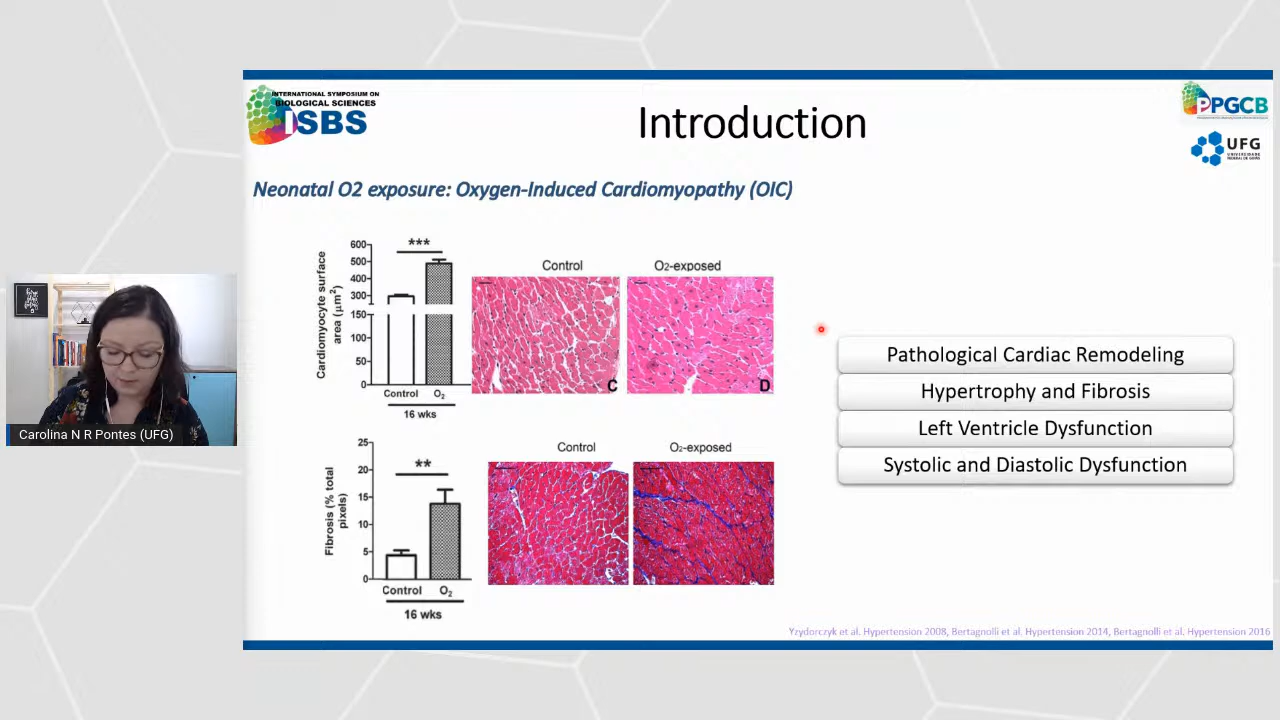 INTERNATIONAL SYMPOSIUM ON
BIOLOGICAL SCIENCES
ISBS
Introduction
PPGCB
UFG
UNIVERSIDADE
FEDERAL DE GOIÁS
Neonatal O2 exposure: Oxygen-Induced Cardiomyopathy (OIC)
Cardiomyocyte surface
area (µm²)
600
500
400
300
150
100
50
0
***
Control O₂
16 wks
Control
O₂-exposed
C
D
Fibrosis (% total
pixels)
25
20
15
10
5
0
**
Control O₂
16 wks
Control
O₂-exposed
Pathological Cardiac Remodeling
Hypertrophy and Fibrosis
Left Ventricle Dysfunction
Systolic and Diastolic Dysfunction
Yzydorczyk et al. Hypertension 2008, Bertagnolli et al. Hypertension 2014, Bertagnolli et al. Hypertension 2016
Carolina N R Pontes (UFG)